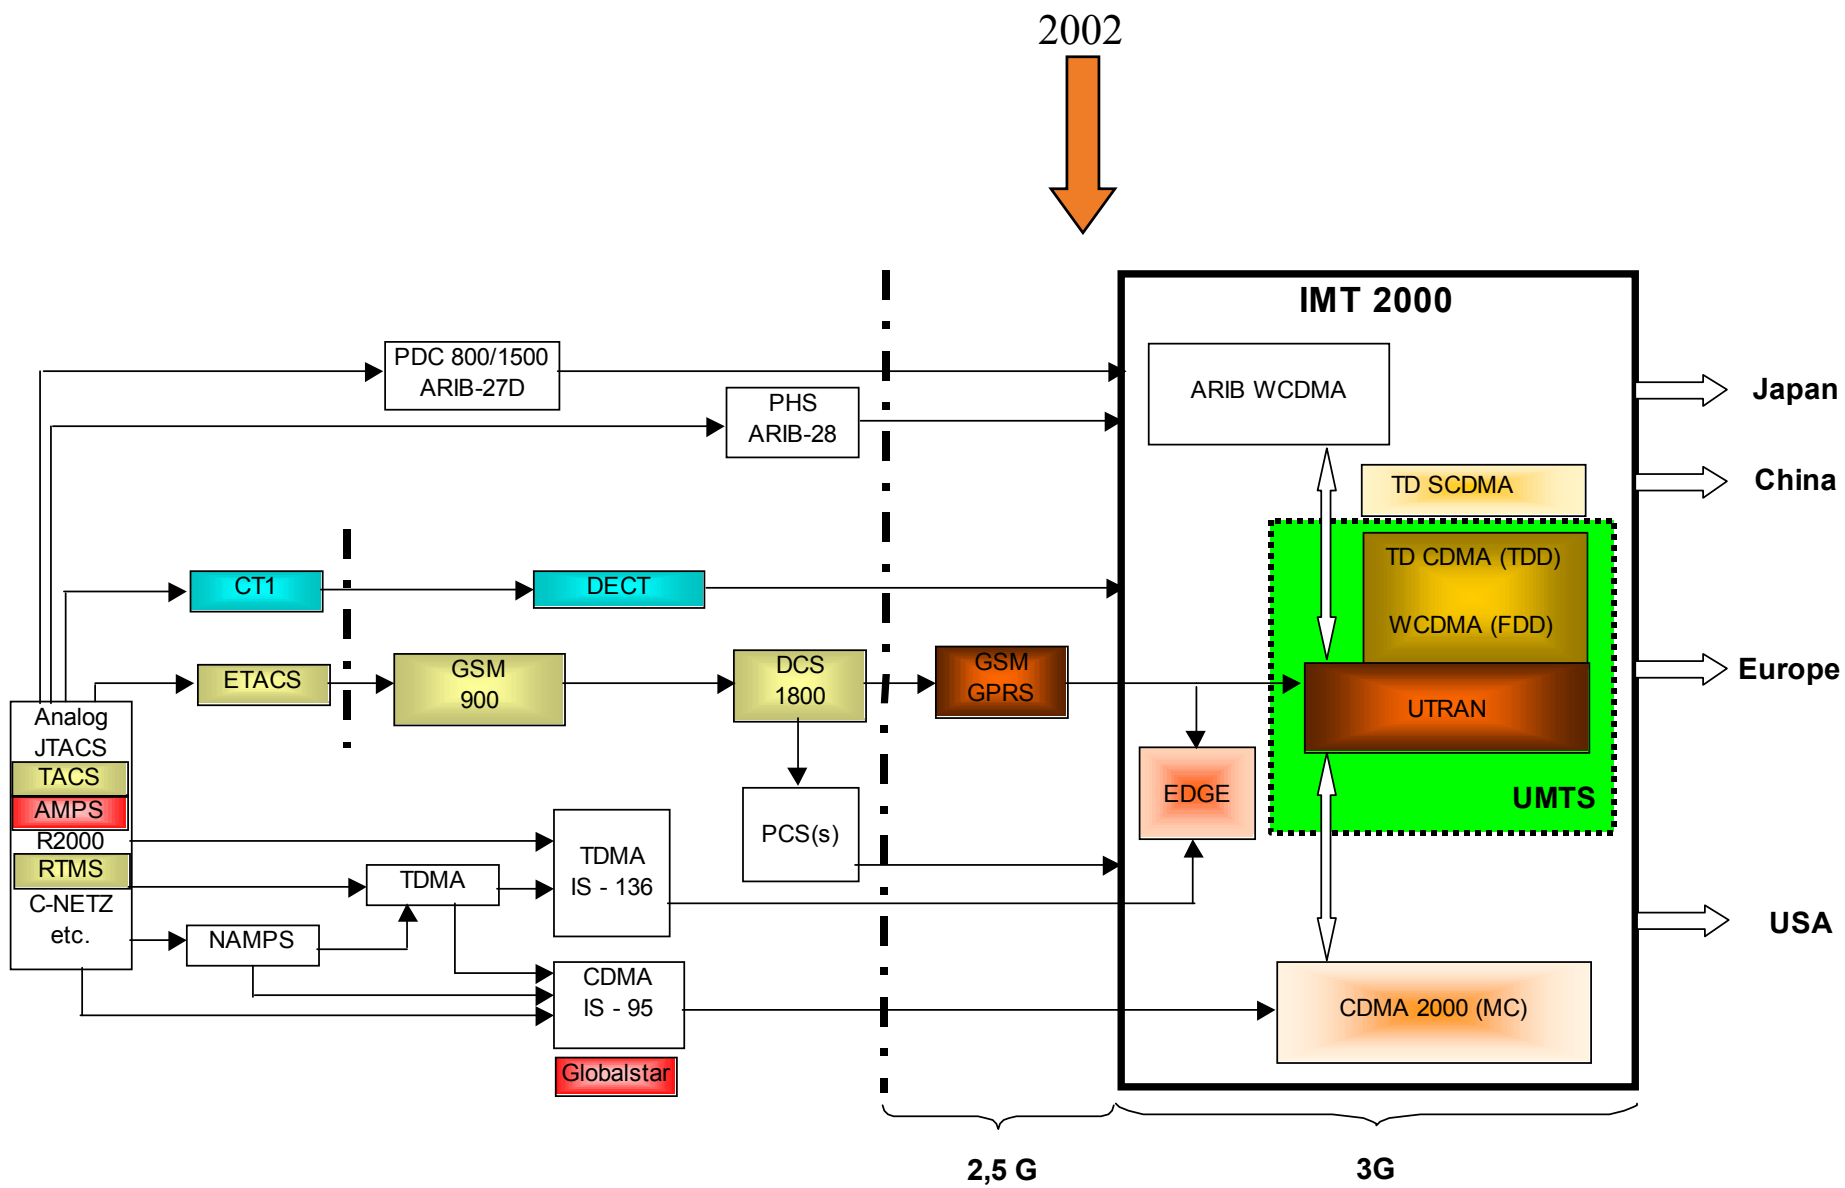 2002
IMT 2000
PDC 800/1500
ARIB-27D
PHS
ARIB-28
ARIB WCDMA
Japan
TD SCDMA
China
CT1
DECT
TD CDMA (TDD)
WCDMA (FDD)
ETACS
GSM
900
DCS
1800
GSM
GPRS
UTRAN
Europe
Analog
JTACS
TACS
AMPS
R2000
RTMS
C-NETZ
etc.
EDGE
UMTS
PCS(s)
TDMA
IS - 136
TDMA
NAMPS
USA
CDMA
IS - 95
CDMA 2000 (MC)
Globalstar
2,5 G
3G